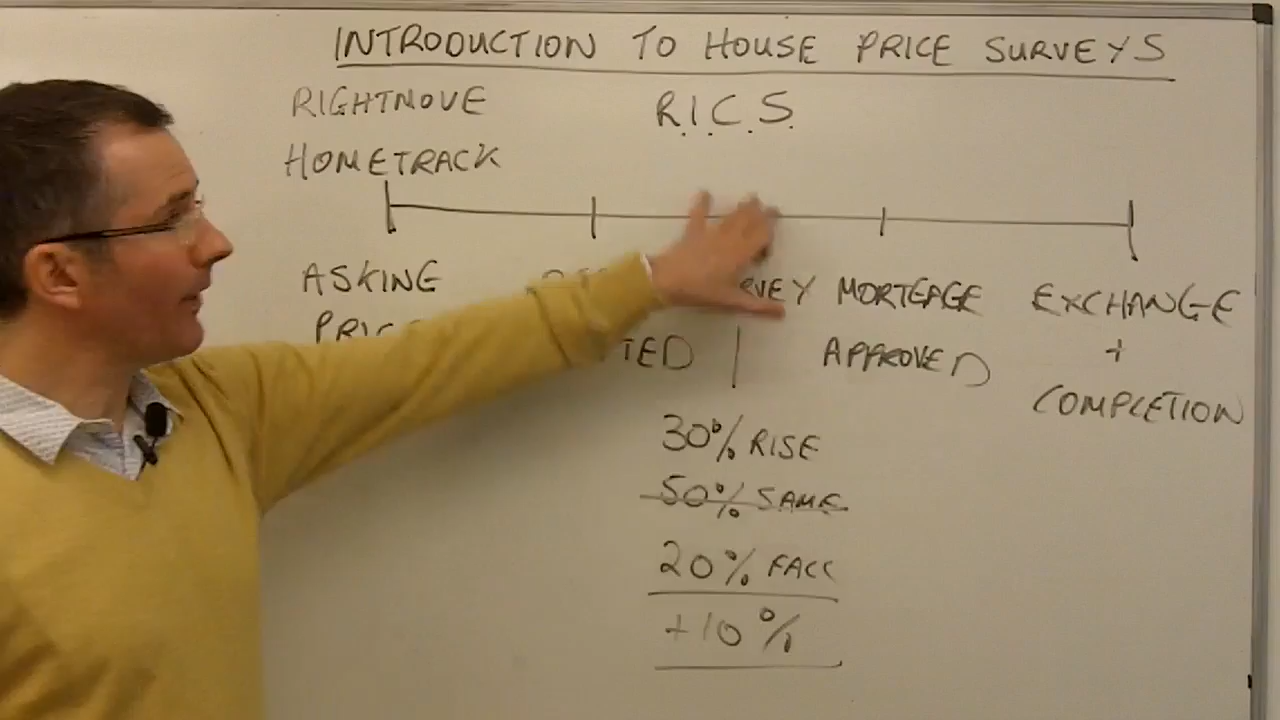 INTRODUCTION TO HOUSE PRICE SURVEYS
RIGHTMOVE
HOMETRACK
R.I.C.S.
ASKING
MORTGAGE
APPROVED
EXCHANGE
+
COMPLETION
30% RISE
50% SAME
20% FALL
+10%